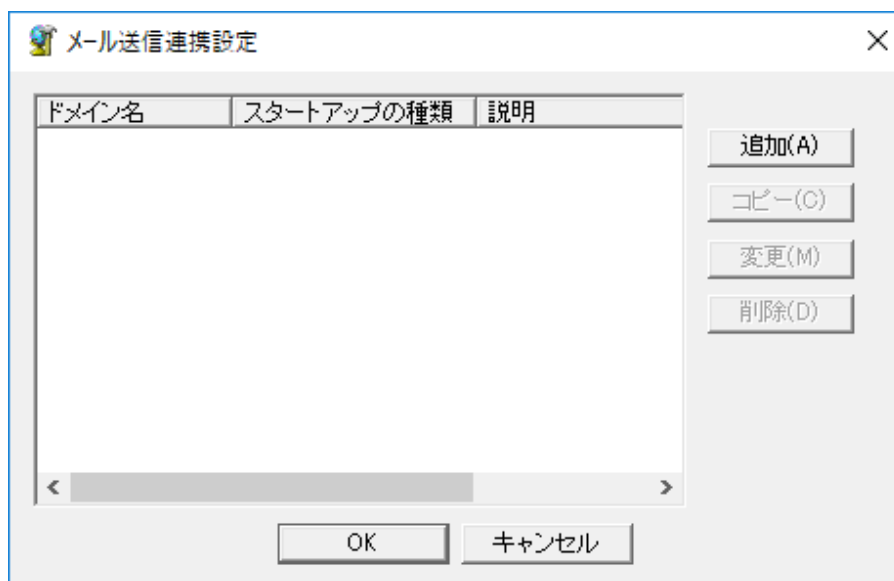 メール送信連携設定
ドメイン名 スタートアップの種類 説明
追加(A)
コピー(C)
変更(M)
削除(D)
OK キャンセル